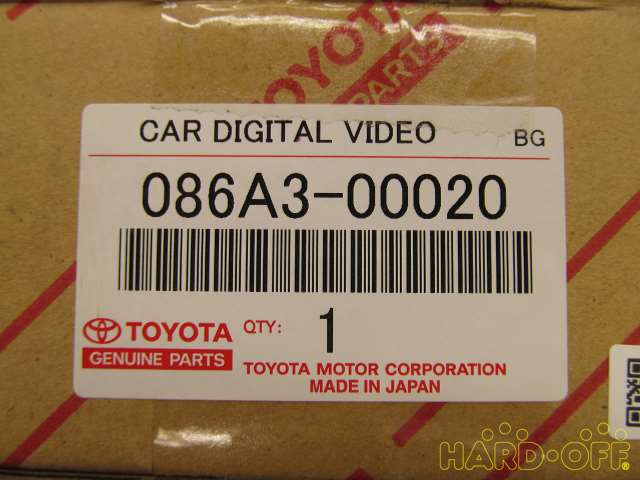 TOYOTA
PARTS
CAR DIGITAL VIDEO BG
086A3-00020
TOYOTA QTY: 1
GENUINE PARTS
TOYOTA MOTOR CORPORATION
MADE IN JAPAN
HARD-OFF